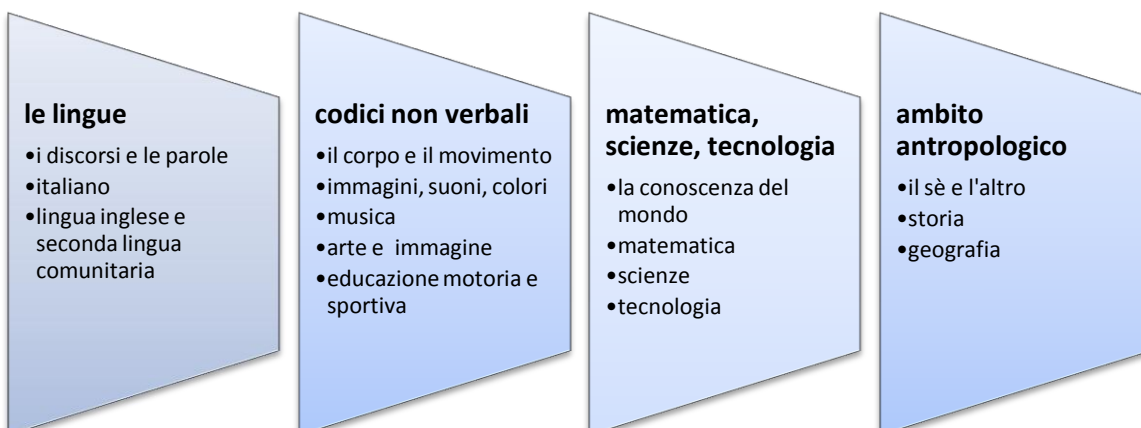 le lingue
•i discorsi e le parole
•italiano
•lingua inglese e
seconda lingua
comunitaria
codici non verbali
•il corpo e il movimento
•immagini, suoni, colori
•musica
•arte e immagine
•educazione motoria e
sportiva
matematica,
scienze, tecnologia
•la conoscenza del
mondo
•matematica
•scienze
•tecnologia
ambito
antropologico
•il sè e l'altro
•storia
•geografia